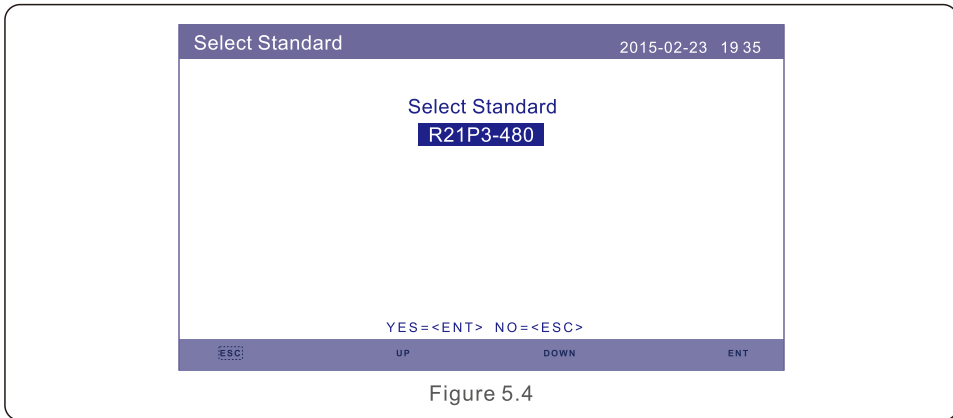 Select Standard 2015-02-23 19 35
Select Standard
R21P3-480
YES=<ENT> NO=<ESC>
ESC UP DOWN ENT
Figure 5.4